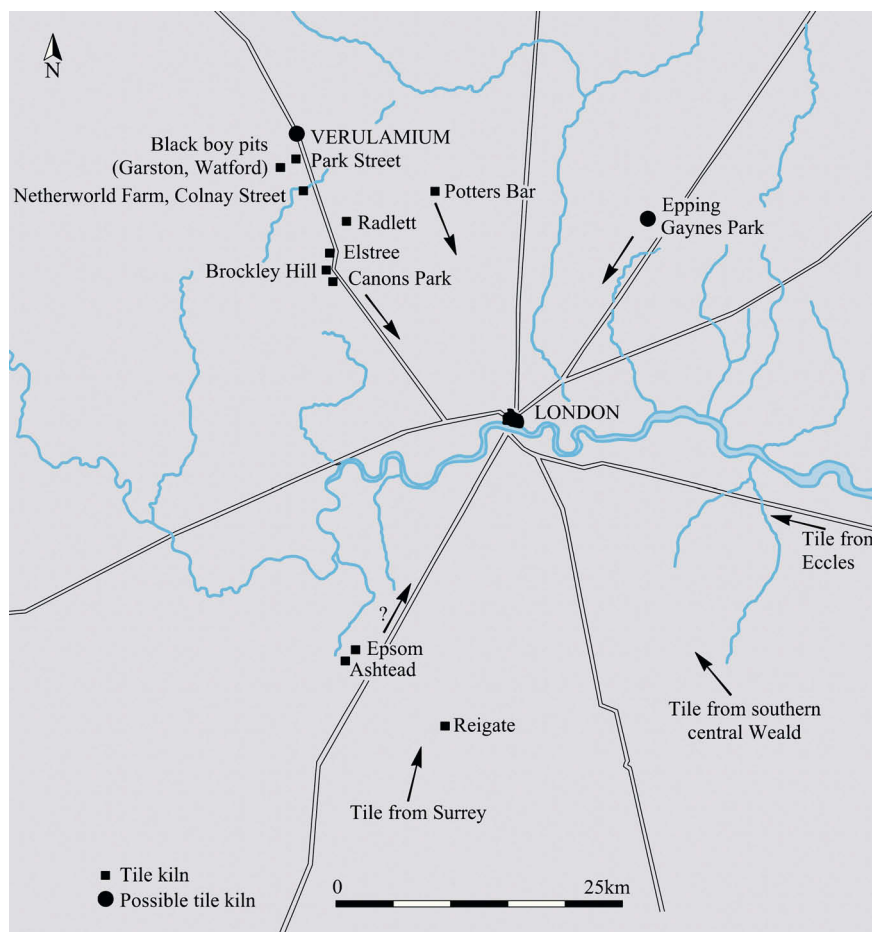 N
VERULAMIUM
Black boy pits
(Garston, Watford)
Park Street
Netherworld Farm, Colnay Street
Potters Bar
Radlett
Epping
Gaynes Park
Elstree
Brockley Hill
Canons Park
LONDON
Tile from
Eccles
?
Epsom
Ashtead
Tile from southern
central Weald
Reigate
Tile from Surrey
Tile kiln
Possible tile kiln
0
25km